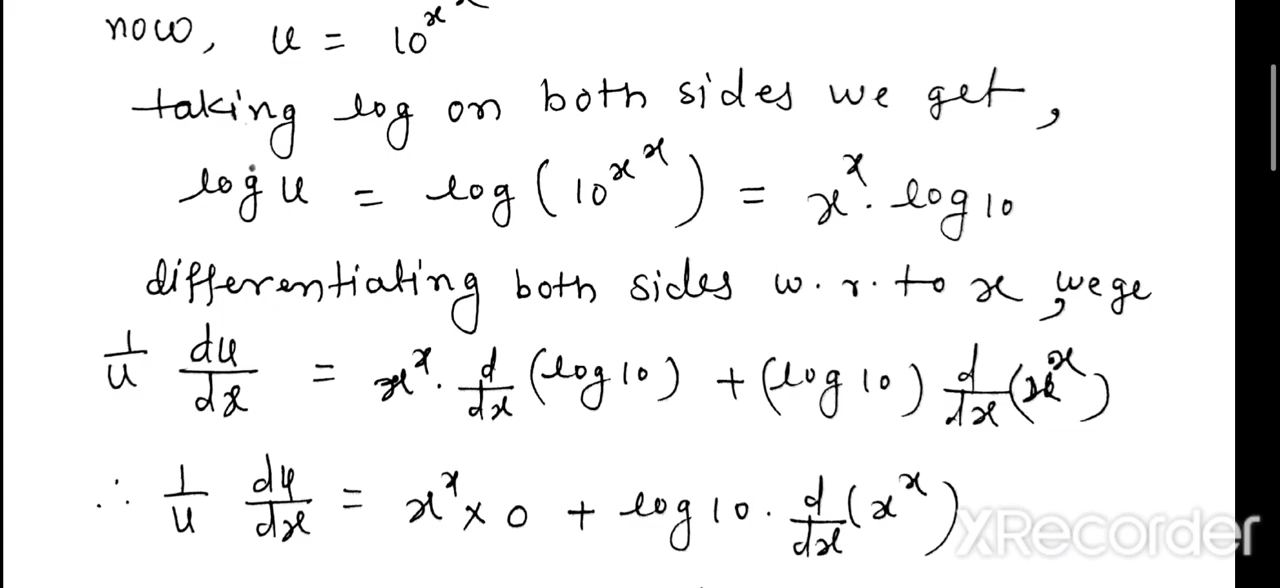 now, u = 10^x^x
taking log on both sides we get,
log u = log (10^x^x) = x^x . log 10
differentiating both sides w.r. to x, we ge
1/u du/dx = x^x . d/dx (log 10) + (log 10) d/dx (x^x)
∴ 1/u du/dx = x^x × 0 + log 10 . d/dx (x^x)
XRecorder